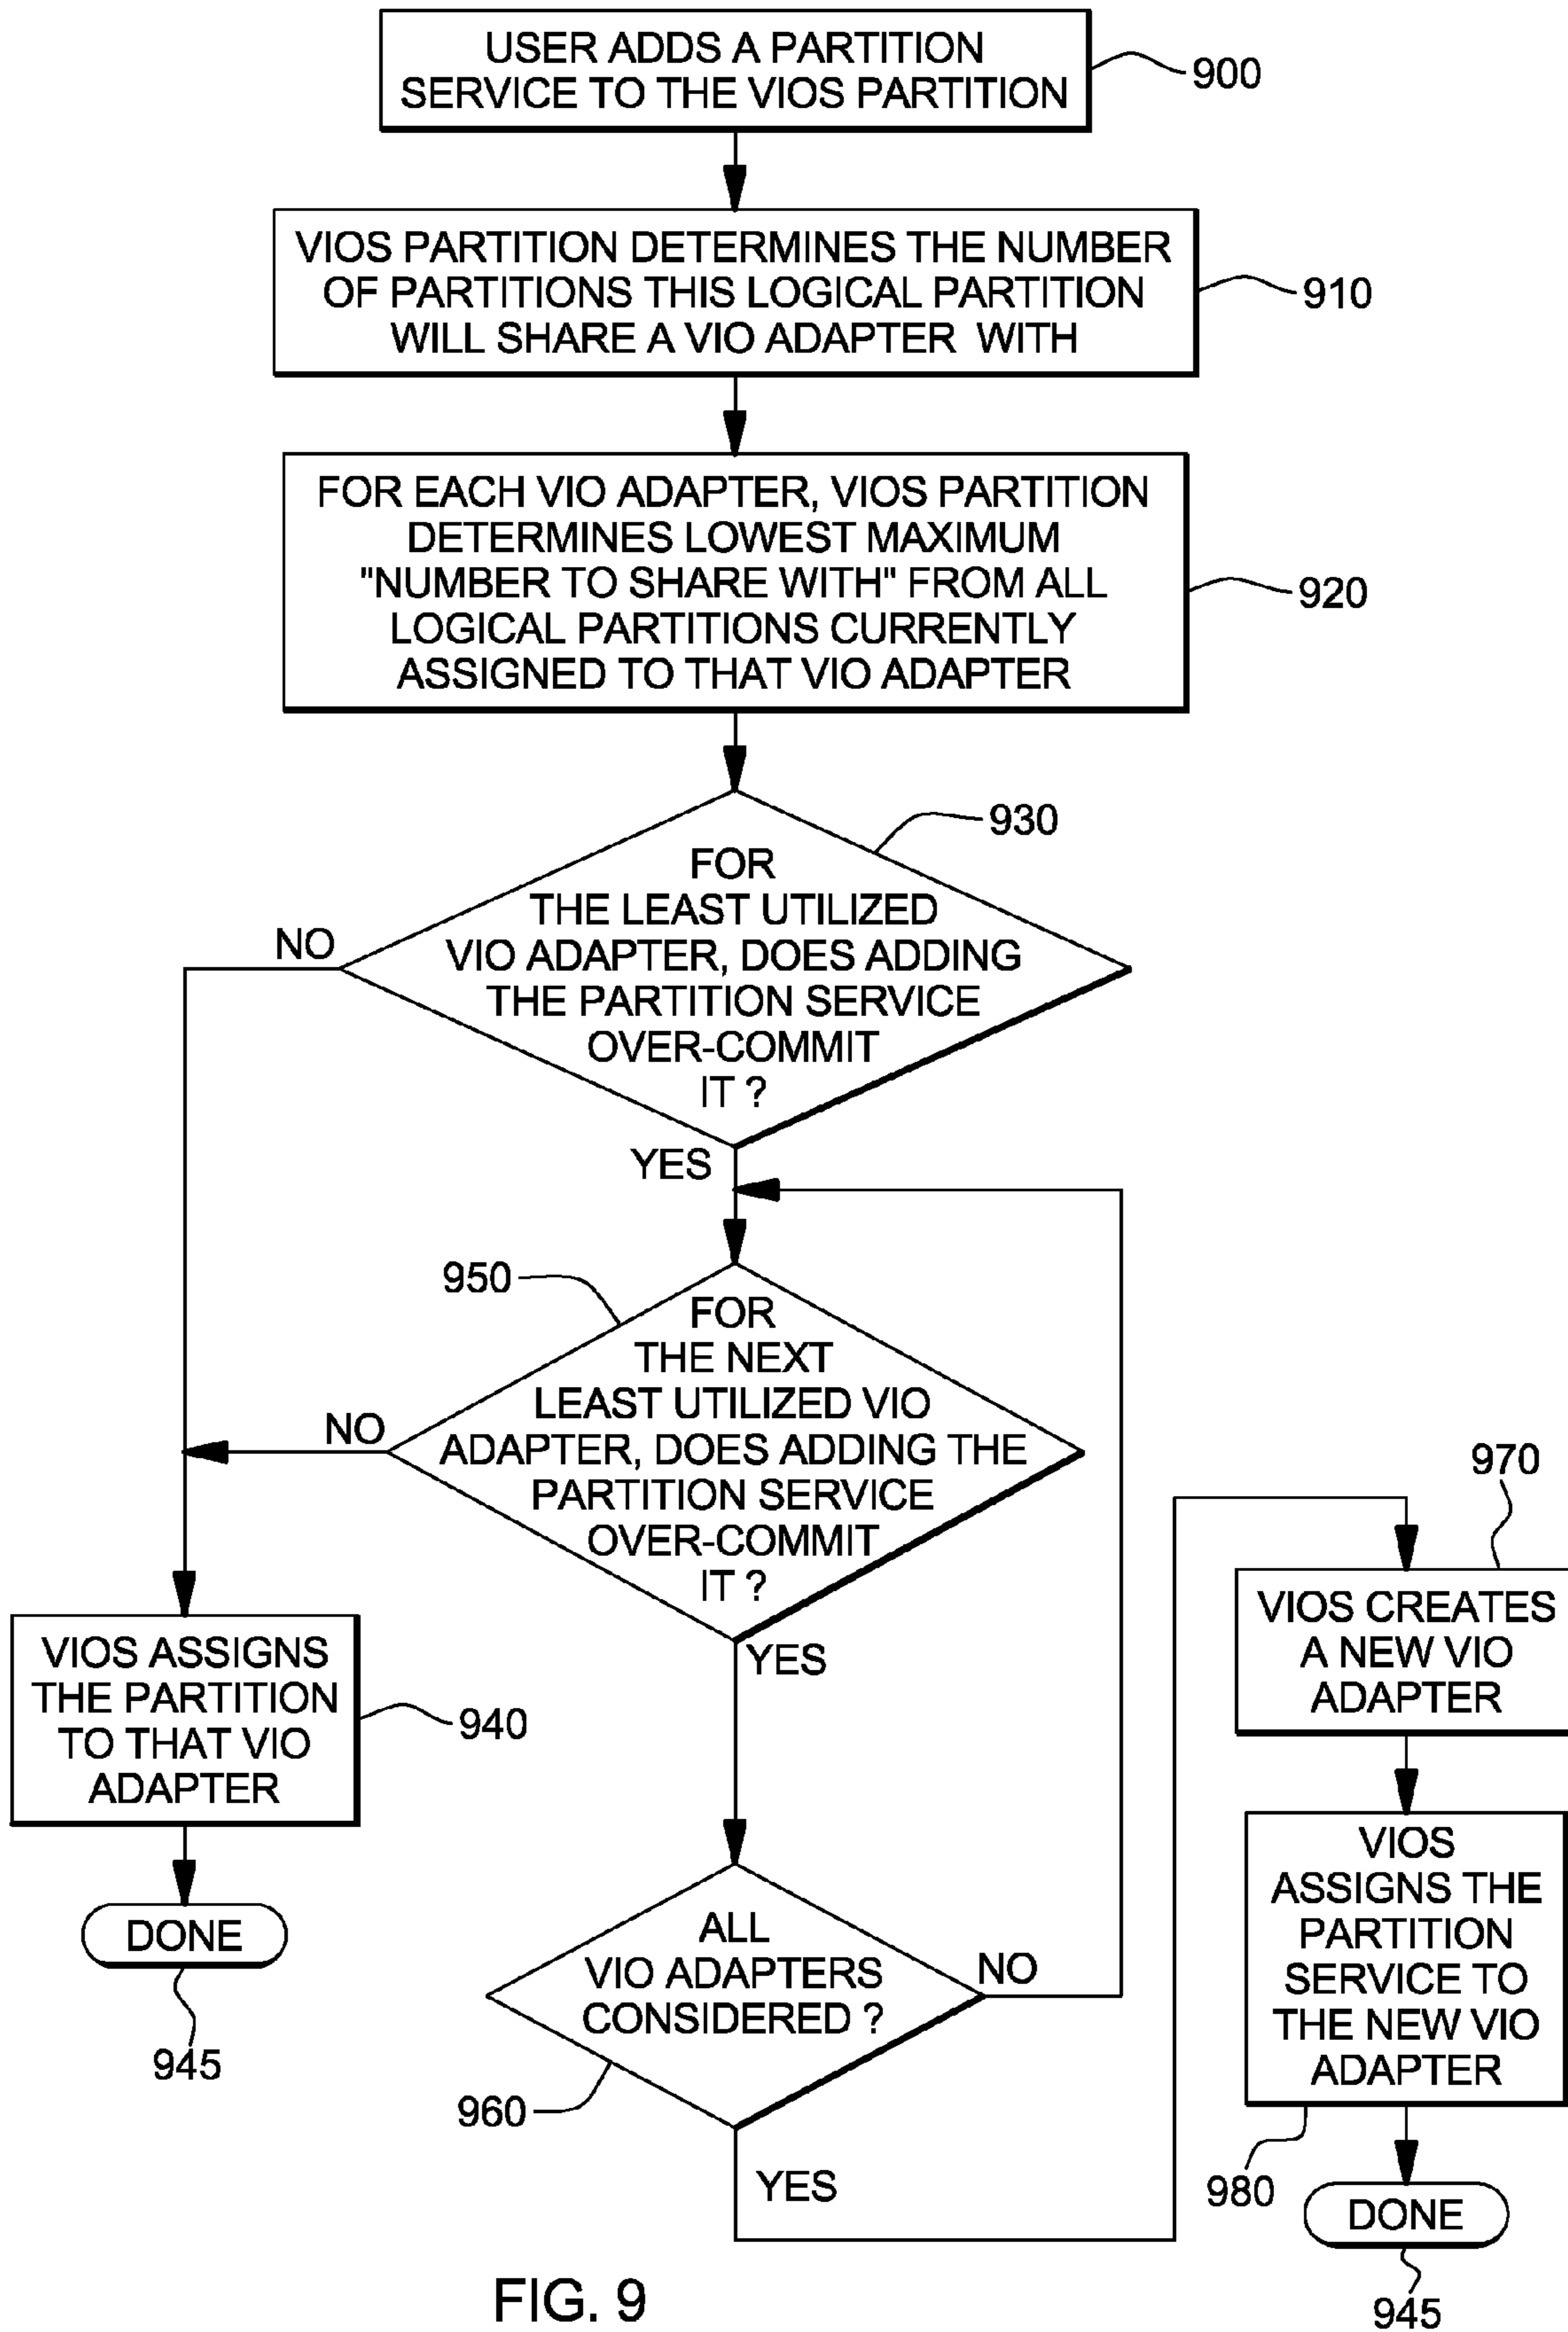 USER ADDS A PARTITION
SERVICE TO THE VIOS PARTITION
900
VIOS PARTITION DETERMINES THE NUMBER
OF PARTITIONS THIS LOGICAL PARTITION
WILL SHARE A VIO ADAPTER WITH
910
FOR EACH VIO ADAPTER, VIOS PARTITION
DETERMINES LOWEST MAXIMUM
"NUMBER TO SHARE WITH" FROM ALL
LOGICAL PARTITIONS CURRENTLY
ASSIGNED TO THAT VIO ADAPTER
920
930
FOR
THE LEAST UTILIZED
VIO ADAPTER, DOES ADDING
THE PARTITION SERVICE
OVER-COMMIT
IT ?
NO
YES
950
FOR
THE NEXT
LEAST UTILIZED VIO
ADAPTER, DOES ADDING THE
PARTITION SERVICE
OVER-COMMIT
IT ?
NO
YES
VIOS ASSIGNS
THE PARTITION
TO THAT VIO
ADAPTER
940
DONE
945
ALL
VIO ADAPTERS
CONSIDERED ?
NO
960
YES
970
VIOS CREATES
A NEW VIO
ADAPTER
VIOS
ASSIGNS THE
PARTITION
SERVICE TO
THE NEW VIO
ADAPTER
980
DONE
945
FIG. 9